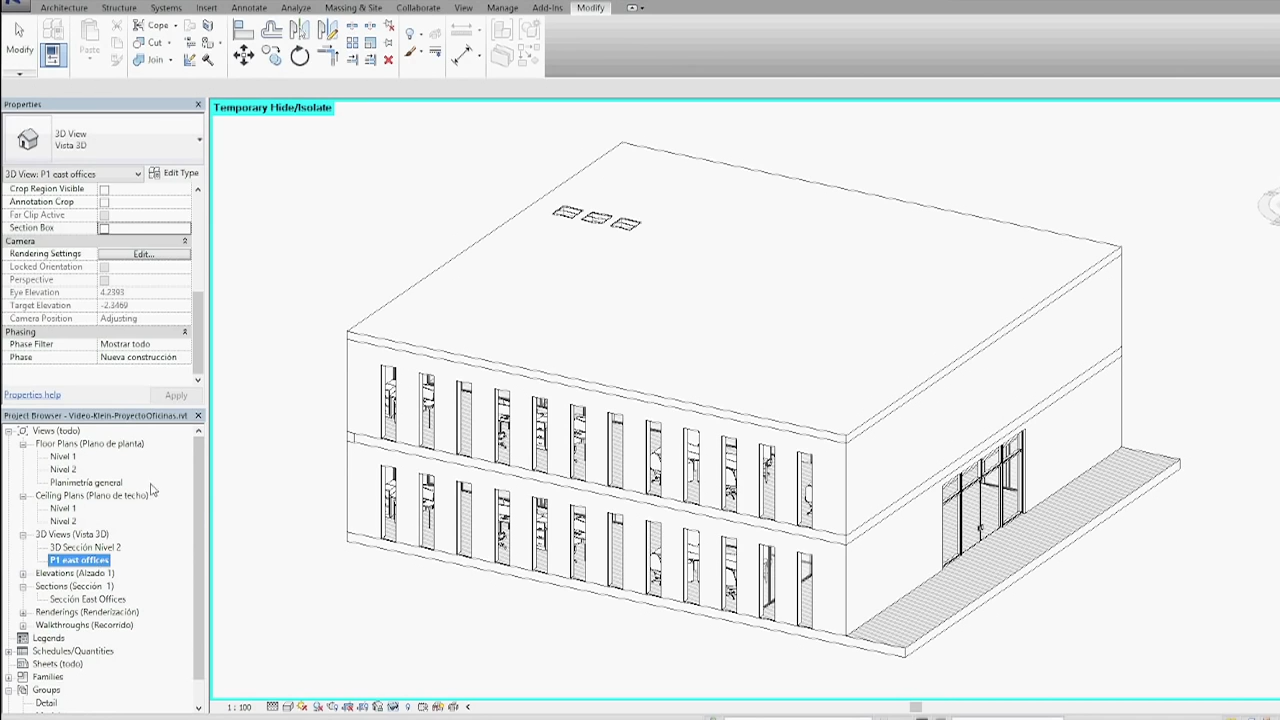 Architecture Structure Systems Insert Annotate Analyze Massing & Site Collaborate View Manage Add-Ins Modify
Modify
Paste
Cope
Cut
Join
Properties
3D View
Vista 3D
3D View: P1 east offices
Edit Type
Crop Region Visible
Annotation Crop
Far Clip Active
Section Box
Camera
Rendering Settings Edit...
Locked Orientation
Perspective
Eye Elevation 4.2393
Target Elevation -2.3469
Camera Position Adjusting
Phasing
Phase Filter Mostrar todo
Phase Nueva construcción
Properties help
Apply
Project Browser - Video-Klein-ProyectoOficinas.rvt
Views (todo)
Floor Plans (Plano de planta)
Nivel 1
Nivel 2
Planimetría general
Ceiling Plans (Plano de techo)
Nivel 1
Nivel 2
3D Views (Vista 3D)
3D Sección Nivel 2
P1 east offices
Elevations (Alzado 1)
Sections (Sección 1)
Sección East Offices
Renderings (Renderización)
Walkthroughs (Recorrido)
Legends
Schedules/Quantities
Sheets (todo)
Families
Groups
Detail
Temporary Hide/Isolate
1 : 100